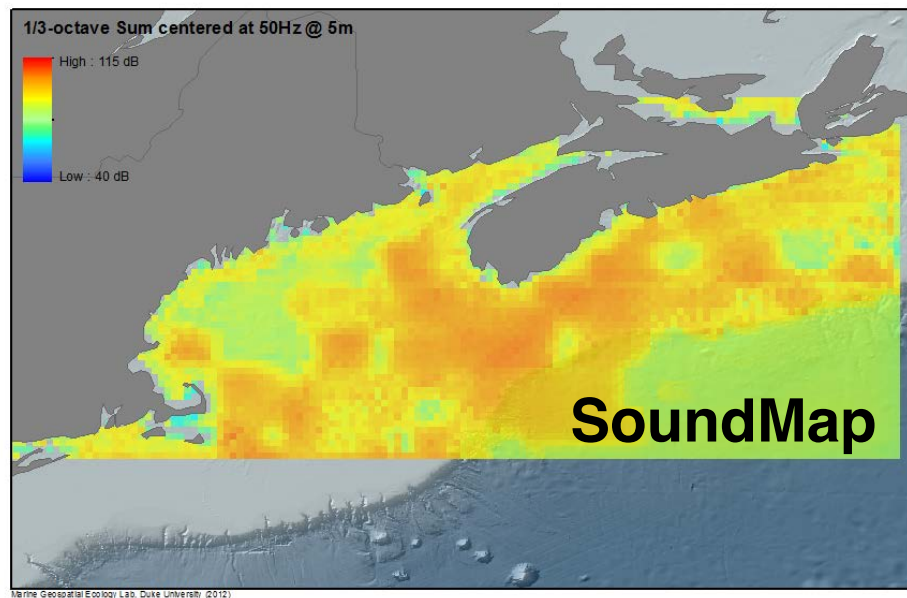 1/3-octave Sum centered at 50Hz @ 5m
High : 115 dB
Low : 40 dB
SoundMap
Marine Geospatial Ecology Lab, Duke University (2012)